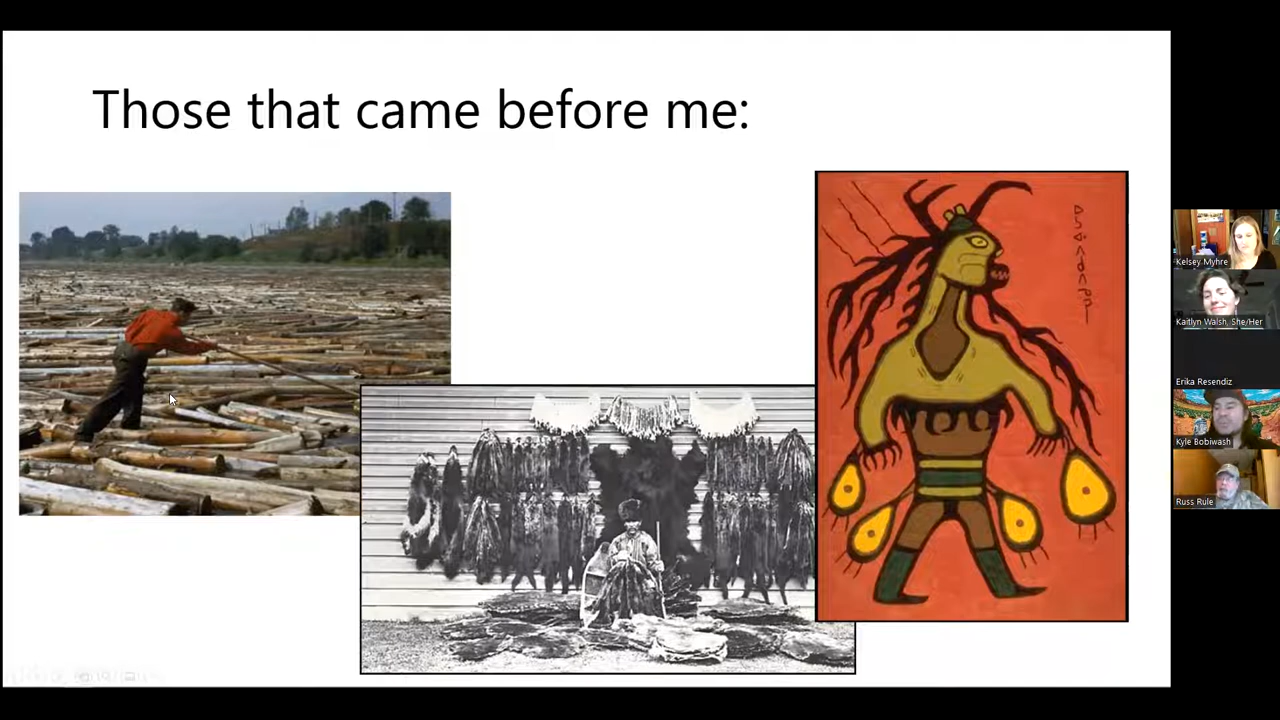 Those that came before me:
Kelsey Myhre
Kaitlyn Walsh, She/Her
Erika Resendiz
Kyle Bobiwash
Russ Rule